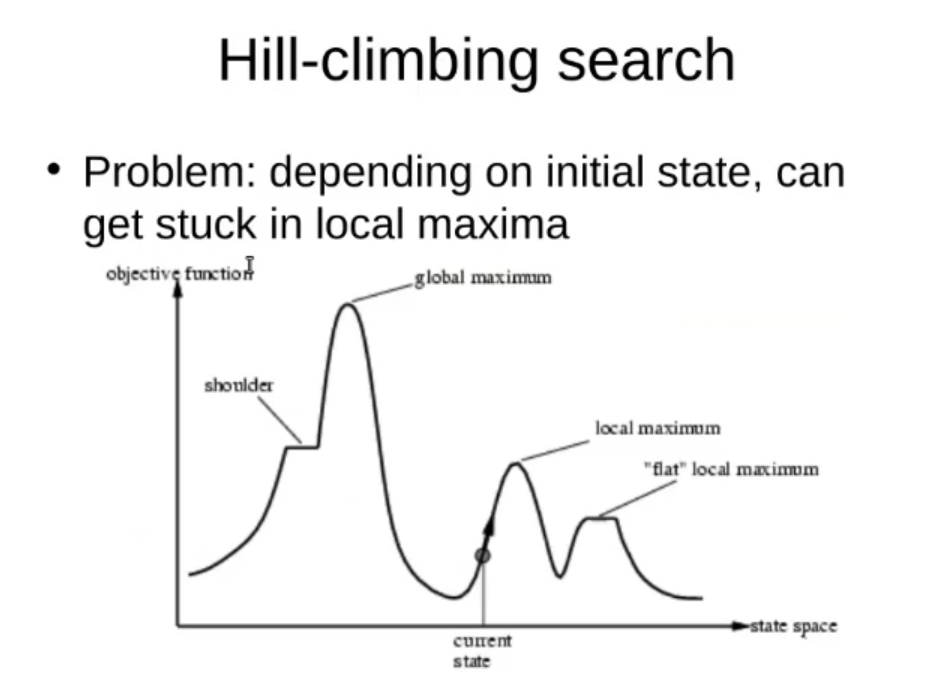 Hill-climbing search
• Problem: depending on initial state, can
get stuck in local maxima
objective function
global maximum
shoulder
local maximum
"flat" local maximum
state space
current
state